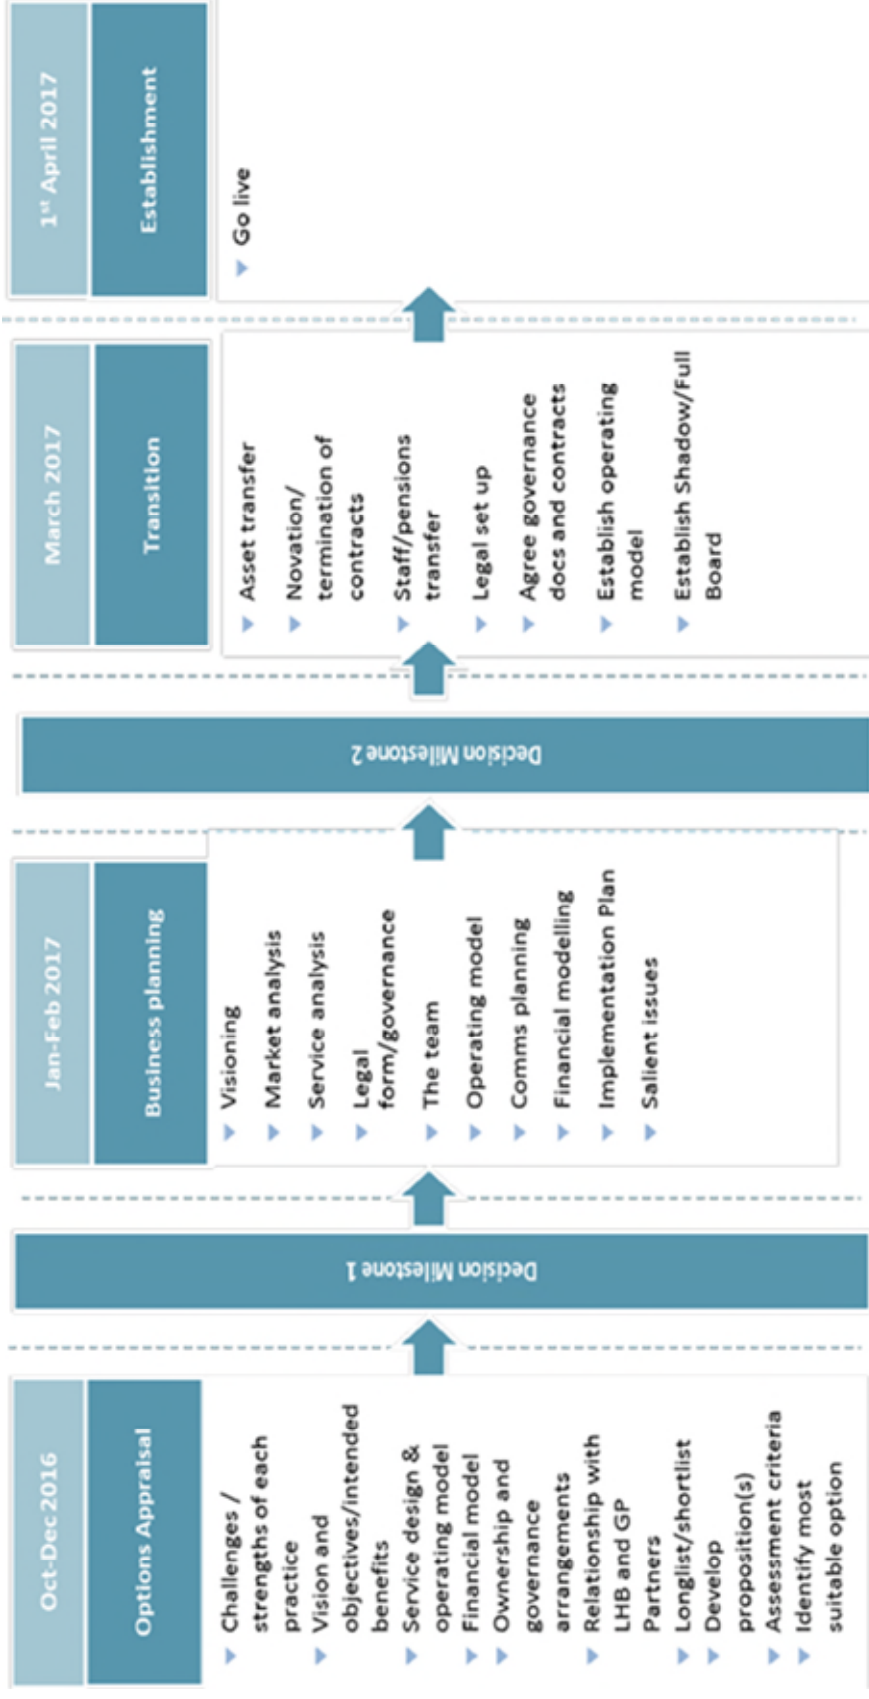 Oct-Dec 2016
Options Appraisal
Challenges /
strengths of each
practice
Vision and
objectives/intended
benefits
Service design &
operating model
Financial model
Ownership and
governance
arrangements
Relationship with
LHB and GP
Partners
Longlist/shortlist
Develop
proposition(s)
Assessment criteria
Identify most
suitable option
Decision Milestone 1
Jan-Feb 2017
Business planning
Visioning
Market analysis
Service analysis
Legal
form/governance
The team
Operating model
Comms planning
Financial modelling
Implementation Plan
Salient issues
Decision Milestone 2
March 2017
Transition
Asset transfer
Novation/
termination of
contracts
Staff/pensions
transfer
Legal set up
Agree governance
docs and contracts
Establish operating
model
Establish Shadow/Full
Board
1st April 2017
Establishment
Go live